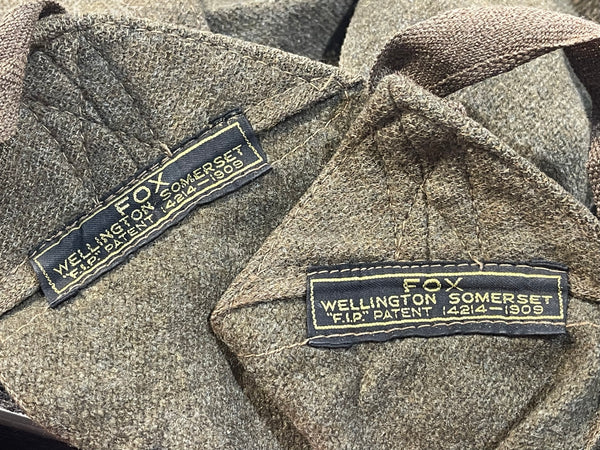 FOX
WELLINGTON SOMERSET
"F.I.P." PATENT 14214-1909
FOX
WELLINGTON SOMERSET
"F.I.P." PATENT 14214-1909